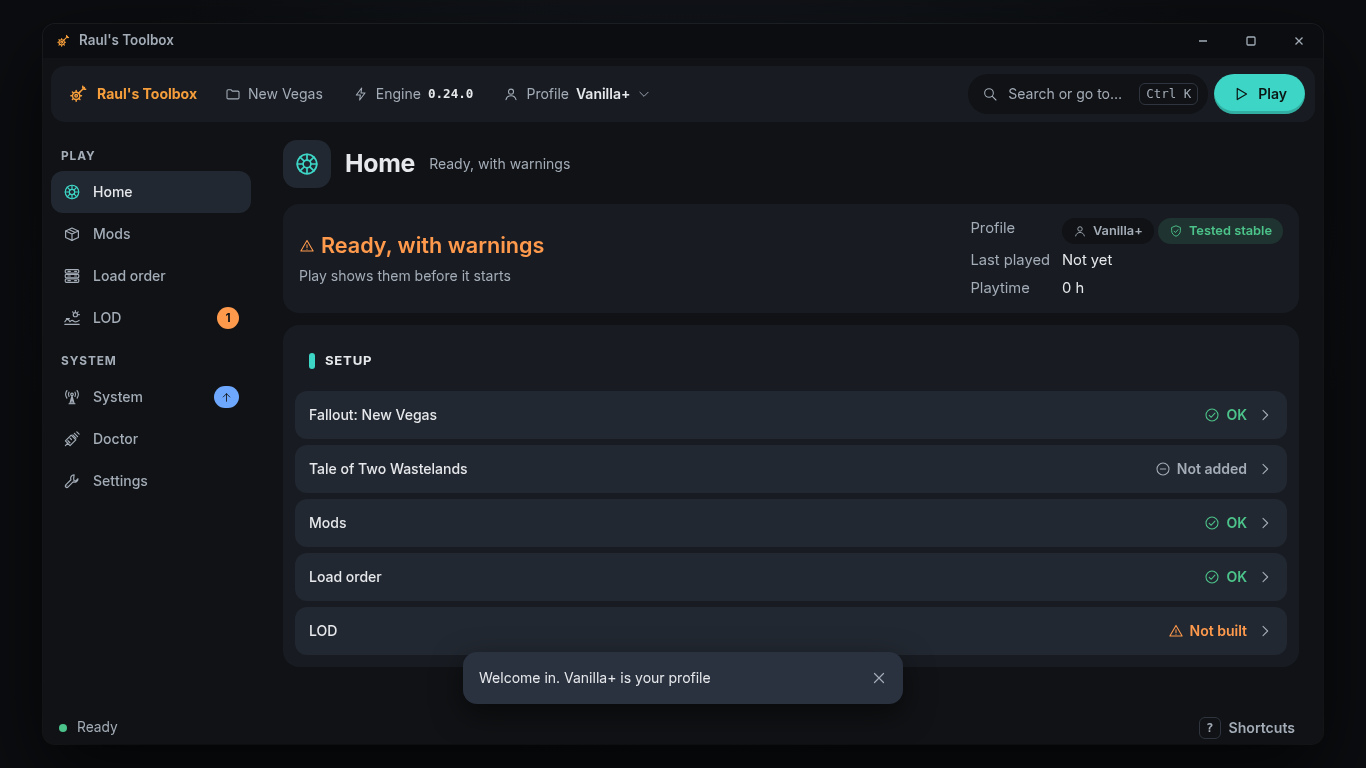 Raul's Toolbox
Raul's Toolbox New Vegas Engine 0.24.0 Profile Vanilla+ Search or go to... Ctrl K Play
PLAY
Home
Mods
Load order
LOD 1
SYSTEM
System
Doctor
Settings
Home Ready, with warnings
Ready, with warnings
Play shows them before it starts
Profile Vanilla+ Tested stable
Last played Not yet
Playtime 0 h
SETUP
Fallout: New Vegas OK
Tale of Two Wastelands Not added
Mods OK
Load order OK
LOD Not built
Welcome in. Vanilla+ is your profile
Ready
? Shortcuts